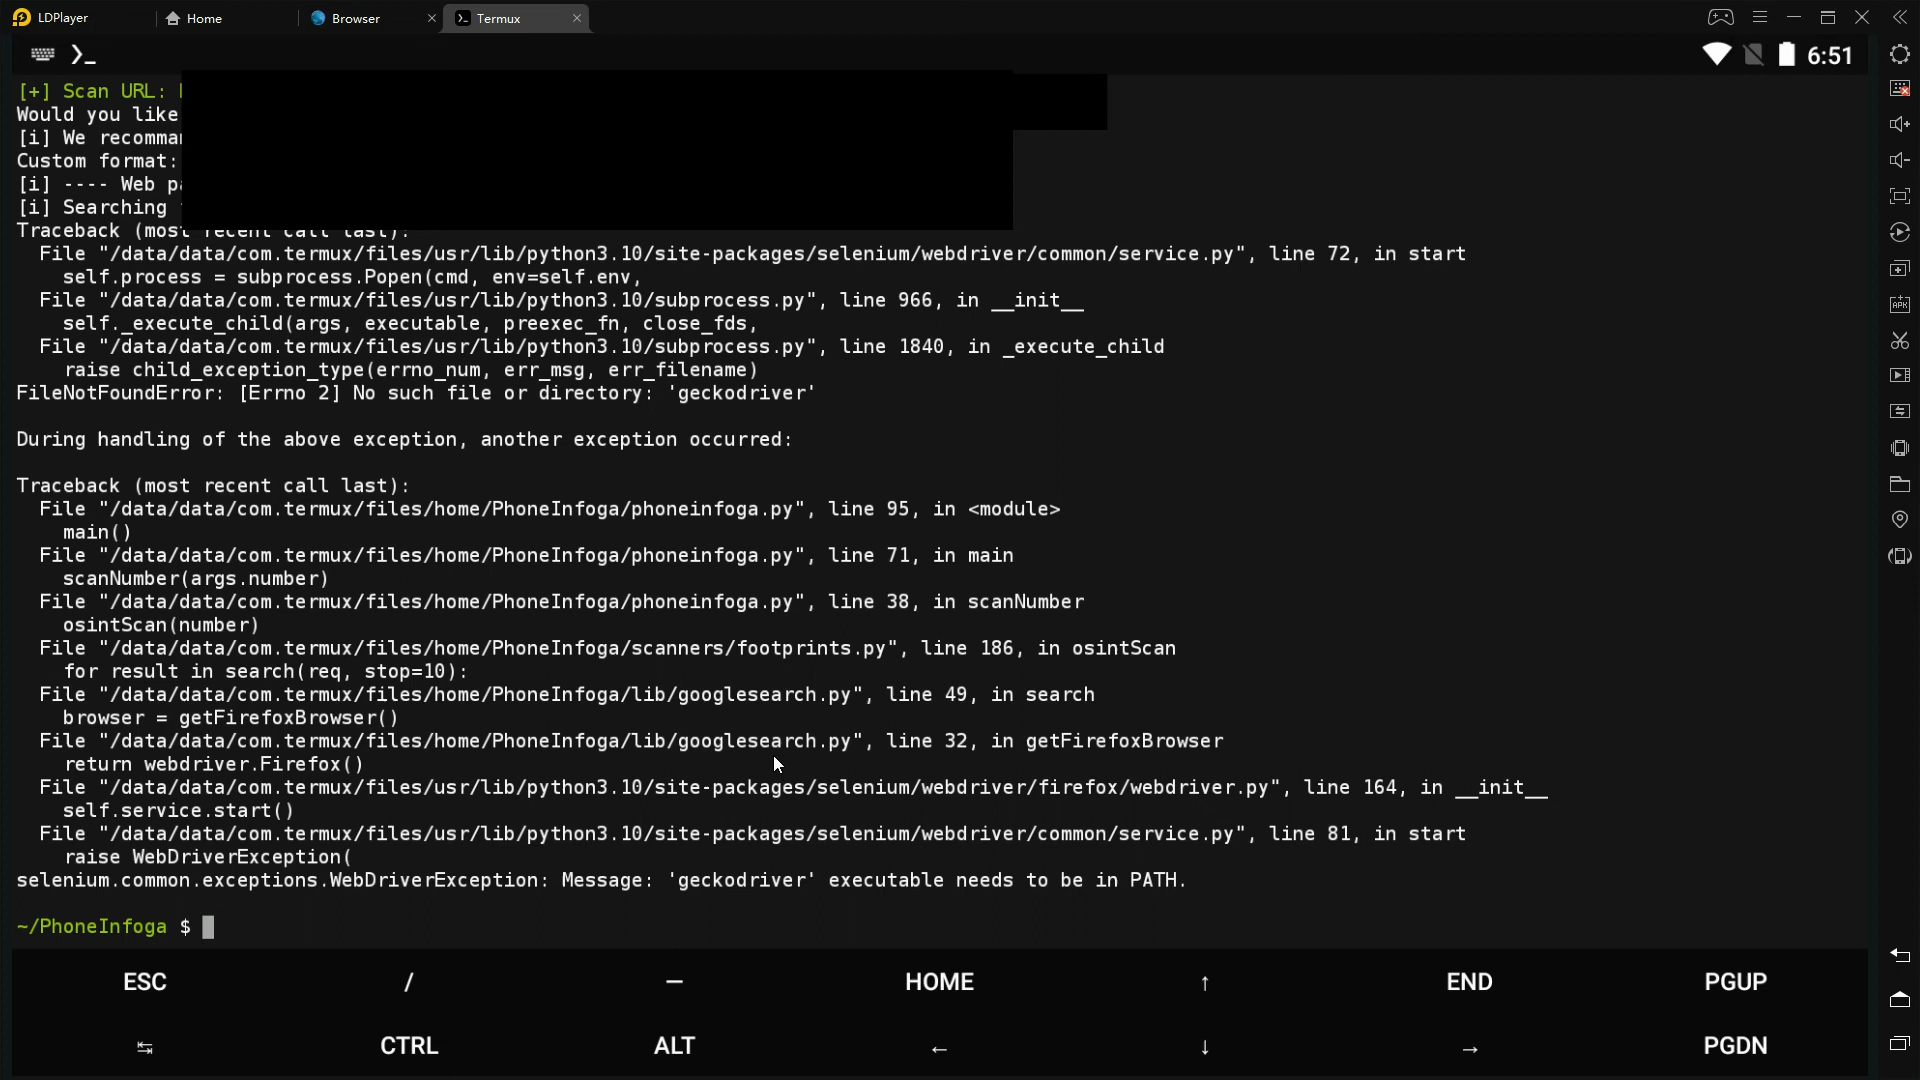 LDPlayer
Home
Browser
Termux
6:51
[+] Scan URL:
Would you like
[i] We recomman
Custom format:
[i] ---- Web pa
[i] Searching
Traceback (most recent call last):
File "/data/data/com.termux/files/usr/lib/python3.10/site-packages/selenium/webdriver/common/service.py", line 72, in start
self.process = subprocess.Popen(cmd, env=self.env,
File "/data/data/com.termux/files/usr/lib/python3.10/subprocess.py", line 966, in __init__
self._execute_child(args, executable, preexec_fn, close_fds,
File "/data/data/com.termux/files/usr/lib/python3.10/subprocess.py", line 1840, in _execute_child
raise child_exception_type(errno_num, err_msg, err_filename)
FileNotFoundError: [Errno 2] No such file or directory: 'geckodriver'
During handling of the above exception, another exception occurred:
Traceback (most recent call last):
File "/data/data/com.termux/files/home/PhoneInfoga/phoneinfoga.py", line 95, in <module>
main()
File "/data/data/com.termux/files/home/PhoneInfoga/phoneinfoga.py", line 71, in main
scanNumber(args.number)
File "/data/data/com.termux/files/home/PhoneInfoga/phoneinfoga.py", line 38, in scanNumber
osintScan(number)
File "/data/data/com.termux/files/home/PhoneInfoga/scanners/footprints.py", line 186, in osintScan
for result in search(req, stop=10):
File "/data/data/com.termux/files/home/PhoneInfoga/lib/googlesearch.py", line 49, in search
browser = getFirefoxBrowser()
File "/data/data/com.termux/files/home/PhoneInfoga/lib/googlesearch.py", line 32, in getFirefoxBrowser
return webdriver.Firefox()
File "/data/data/com.termux/files/usr/lib/python3.10/site-packages/selenium/webdriver/firefox/webdriver.py", line 164, in __init__
self.service.start()
File "/data/data/com.termux/files/usr/lib/python3.10/site-packages/selenium/webdriver/common/service.py", line 81, in start
raise WebDriverException(
selenium.common.exceptions.WebDriverException: Message: 'geckodriver' executable needs to be in PATH.
~/PhoneInfoga $
ESC / — HOME ↑ END PGUP
↹ CTRL ALT ← ↓ → PGDN
APK